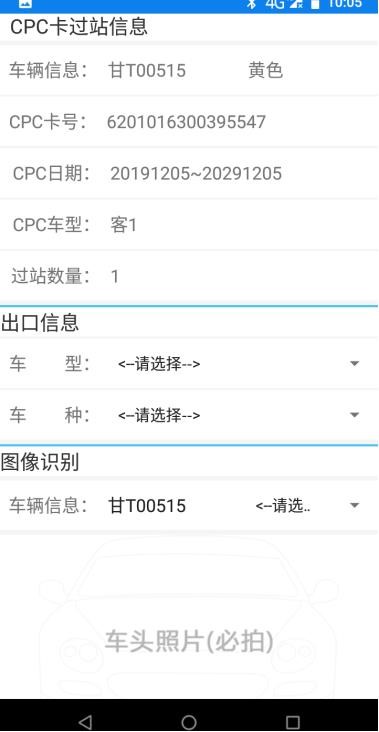 4G 10:05
CPC卡过站信息
车辆信息： 甘T00515 黄色
CPC卡号： 6201016300395547
CPC日期： 20191205~20291205
CPC车型： 客1
过站数量： 1
出口信息
车 型： <--请选择-->
车 种： <--请选择-->
图像识别
车辆信息： 甘T00515 <--请选..
车头照片(必拍)